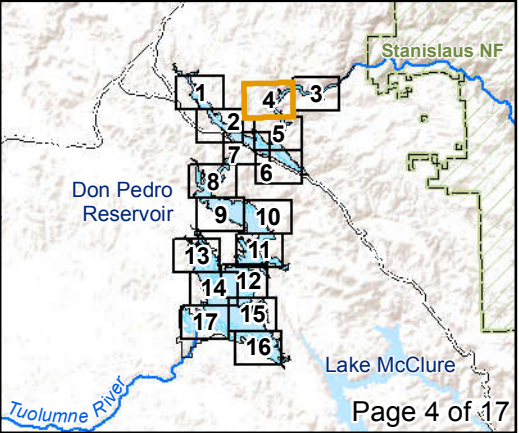 Stanislaus NF
1
4
3
2
5
7
6
8
Don Pedro
Reservoir
9
10
13
11
12
14
15
17
16
Lake McClure
Tuolumne River
Page 4 of 17